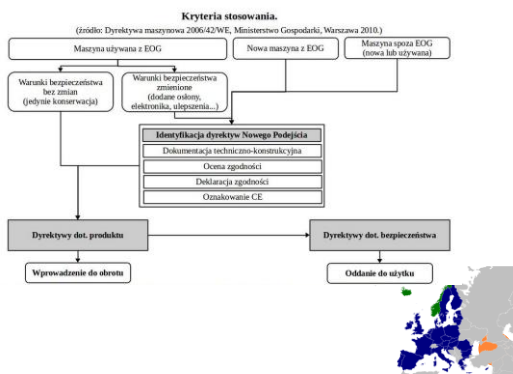 Kryteria stosowania.
(źródło: Dyrektywa maszynowa 2006/42/WE, Ministerstwo Gospodarki, Warszawa 2010.)
Maszyna używana z EOG
Nowa maszyna z EOG
Maszyna spoza EOG
(nowa lub używana)
Warunki bezpieczeństwa
bez zmian
(jedynie konserwacja)
Warunki bezpieczeństwa
zmienione
(dodane osłony,
elektronika, ulepszenia...)
Identyfikacja dyrektyw Nowego Podejścia
Dokumentacja techniczno-konstrukcyjna
Ocena zgodności
Deklaracja zgodności
Oznakowanie CE
Dyrektywy dot. produktu
Dyrektywy dot. bezpieczeństwa
Wprowadzenie do obrotu
Oddanie do użytku